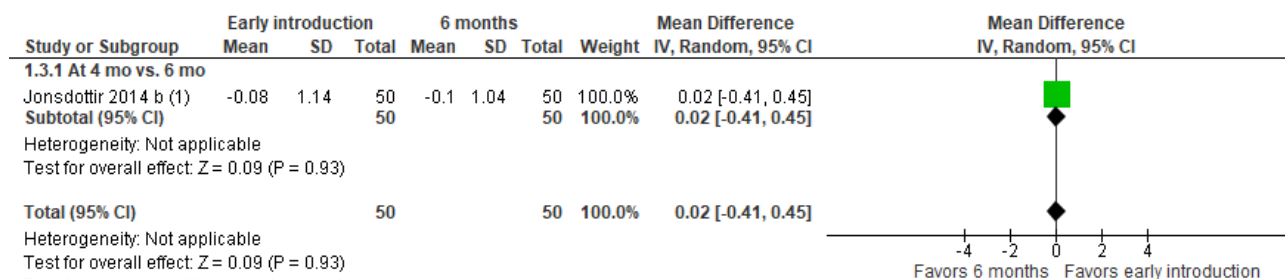 Early introduction 6 months Mean Difference Mean Difference
Study or Subgroup Mean SD Total Mean SD Total Weight IV, Random, 95% CI IV, Random, 95% CI
1.3.1 At 4 mo vs. 6 mo
Jonsdottir 2014 b (1) -0.08 1.14 50 -0.1 1.04 50 100.0% 0.02 [-0.41, 0.45]
Subtotal (95% CI) 50 50 100.0% 0.02 [-0.41, 0.45]
Heterogeneity: Not applicable
Test for overall effect: Z = 0.09 (P = 0.93)
Total (95% CI) 50 50 100.0% 0.02 [-0.41, 0.45]
Heterogeneity: Not applicable
Test for overall effect: Z = 0.09 (P = 0.93)
-4 -2 0 2 4
Favors 6 months Favors early introduction